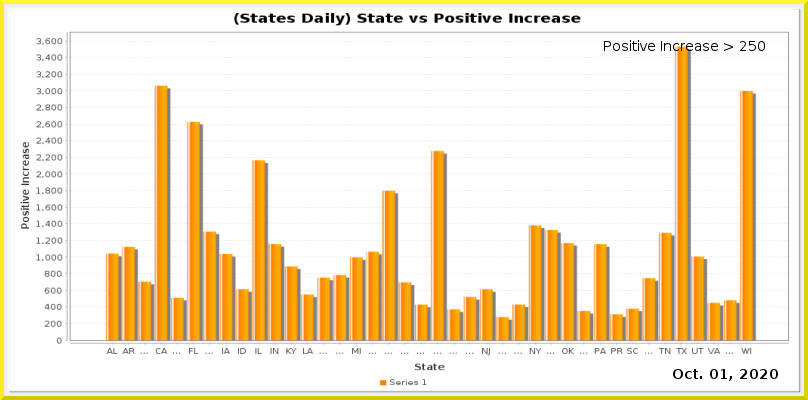 (States Daily) State vs Positive Increase
Positive Increase > 250
Positive Increase
3,600
3,400
3,200
3,000
2,800
2,600
2,400
2,200
2,000
1,800
1,600
1,400
1,200
1,000
800
600
400
200
0
AL AR ... CA ... FL ... IA ID IL IN KY LA ... ... MI ... ... ... ... ... ... ... NJ ... ... NY ... OK ... PA PR SC ... TN TX UT VA ... WI
State
Series 1
Oct. 01, 2020